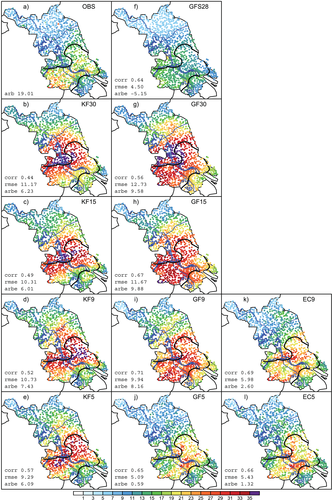 a) OBS
arb 19.01
f) GFS28
corr 0.64
rmse 4.50
arbe -5.15
b) KF30
corr 0.44
rmse 11.17
arbe 6.23
g) GF30
corr 0.56
rmse 12.73
arbe 9.58
c) KF15
corr 0.49
rmse 10.31
arbe 6.01
h) GF15
corr 0.67
rmse 11.67
arbe 9.88
d) KF9
corr 0.52
rmse 10.73
arbe 7.43
i) GF9
corr 0.71
rmse 9.04
arbe 8.16
k) EC9
corr 0.69
rmse 5.98
arbe 2.60
e) KF5
corr 0.57
rmse 9.29
arbe 6.09
j) GF5
corr 0.65
rmse 5.09
arbe 0.59
l) EC5
corr 0.66
rmse 5.43
arbe 1.32
1 3 5 7 9 11 13 15 17 19 21 23 25 27 29 31 33 35